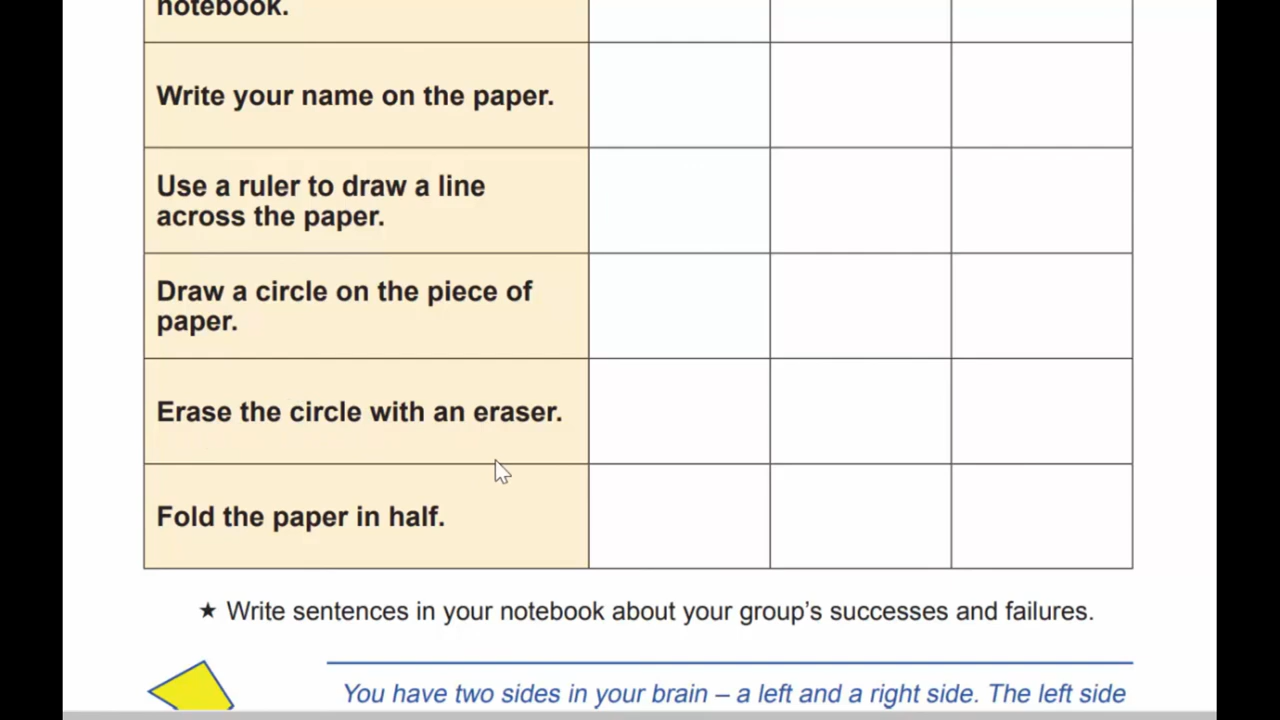 notebook.
Write your name on the paper.
Use a ruler to draw a line
across the paper.
Draw a circle on the piece of
paper.
Erase the circle with an eraser.
Fold the paper in half.
★ Write sentences in your notebook about your group’s successes and failures.
You have two sides in your brain – a left and a right side. The left side